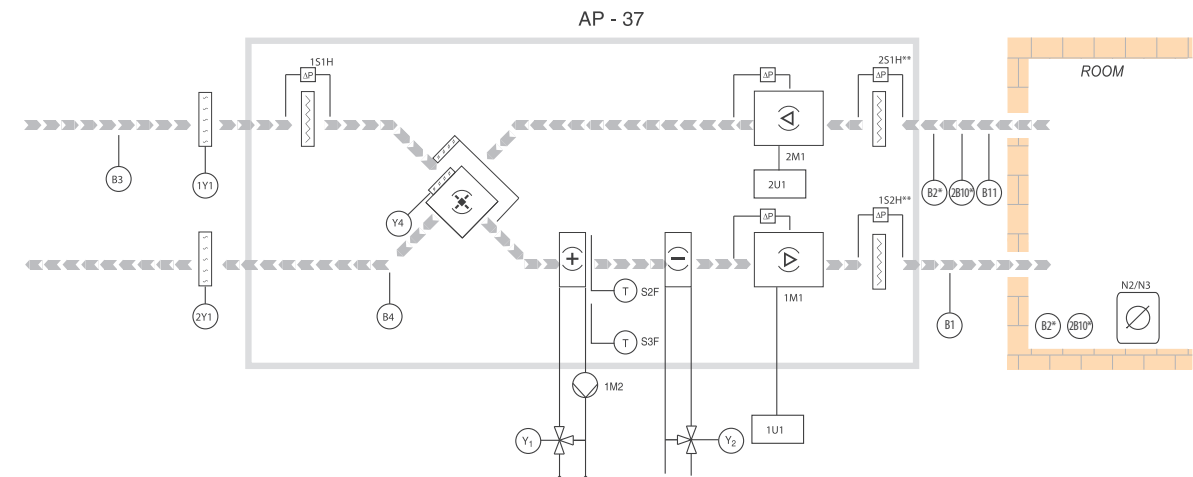 AP - 37
1S1H
ΔP
ΔP
2S1H**
ΔP
ROOM
B3
1Y1
2M1
2U1
B2*
2B10*
B11
Y4
ΔP
1S2H**
ΔP
+
−
T
S2F
1M1
N2/N3
2Y1
B4
T
S3F
B1
B2*
2B10*
1M2
Y1
Y2
1U1